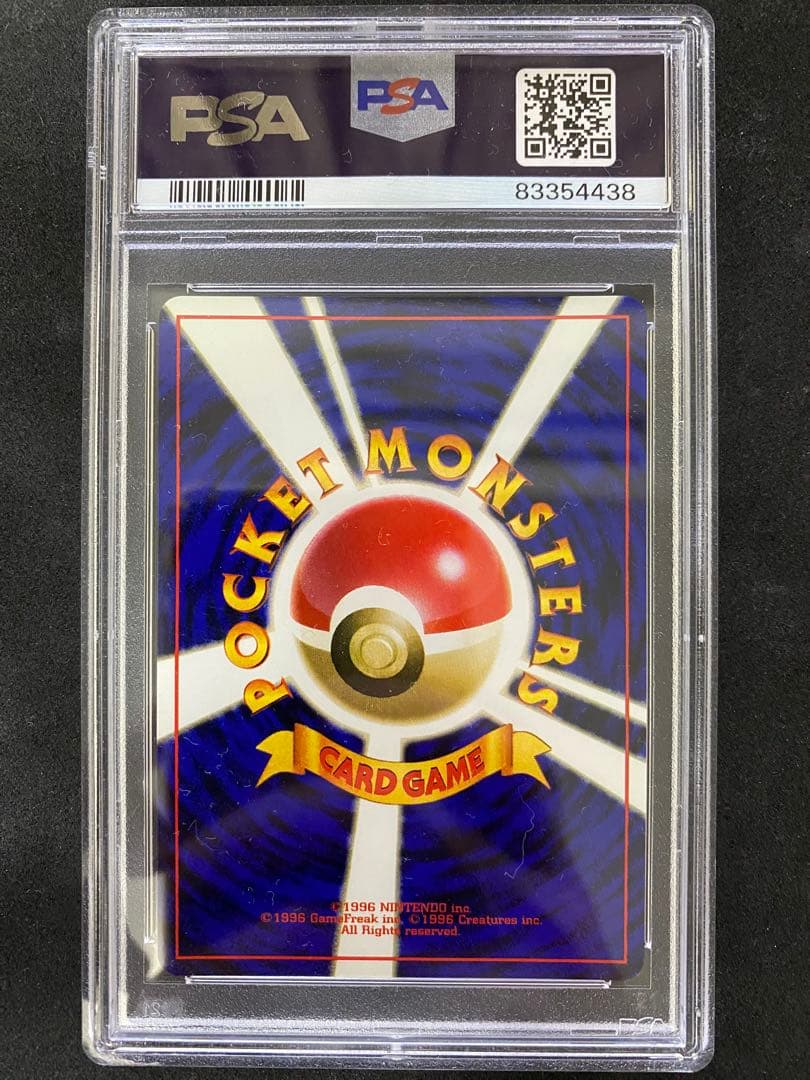 PSA
PSA
83354438
POCKET MONSTERS
CARD GAME
©1996 NINTENDO inc.
©1996 GameFreak inc. ©1996 Creatures inc.
All Rights reserved.
PSA